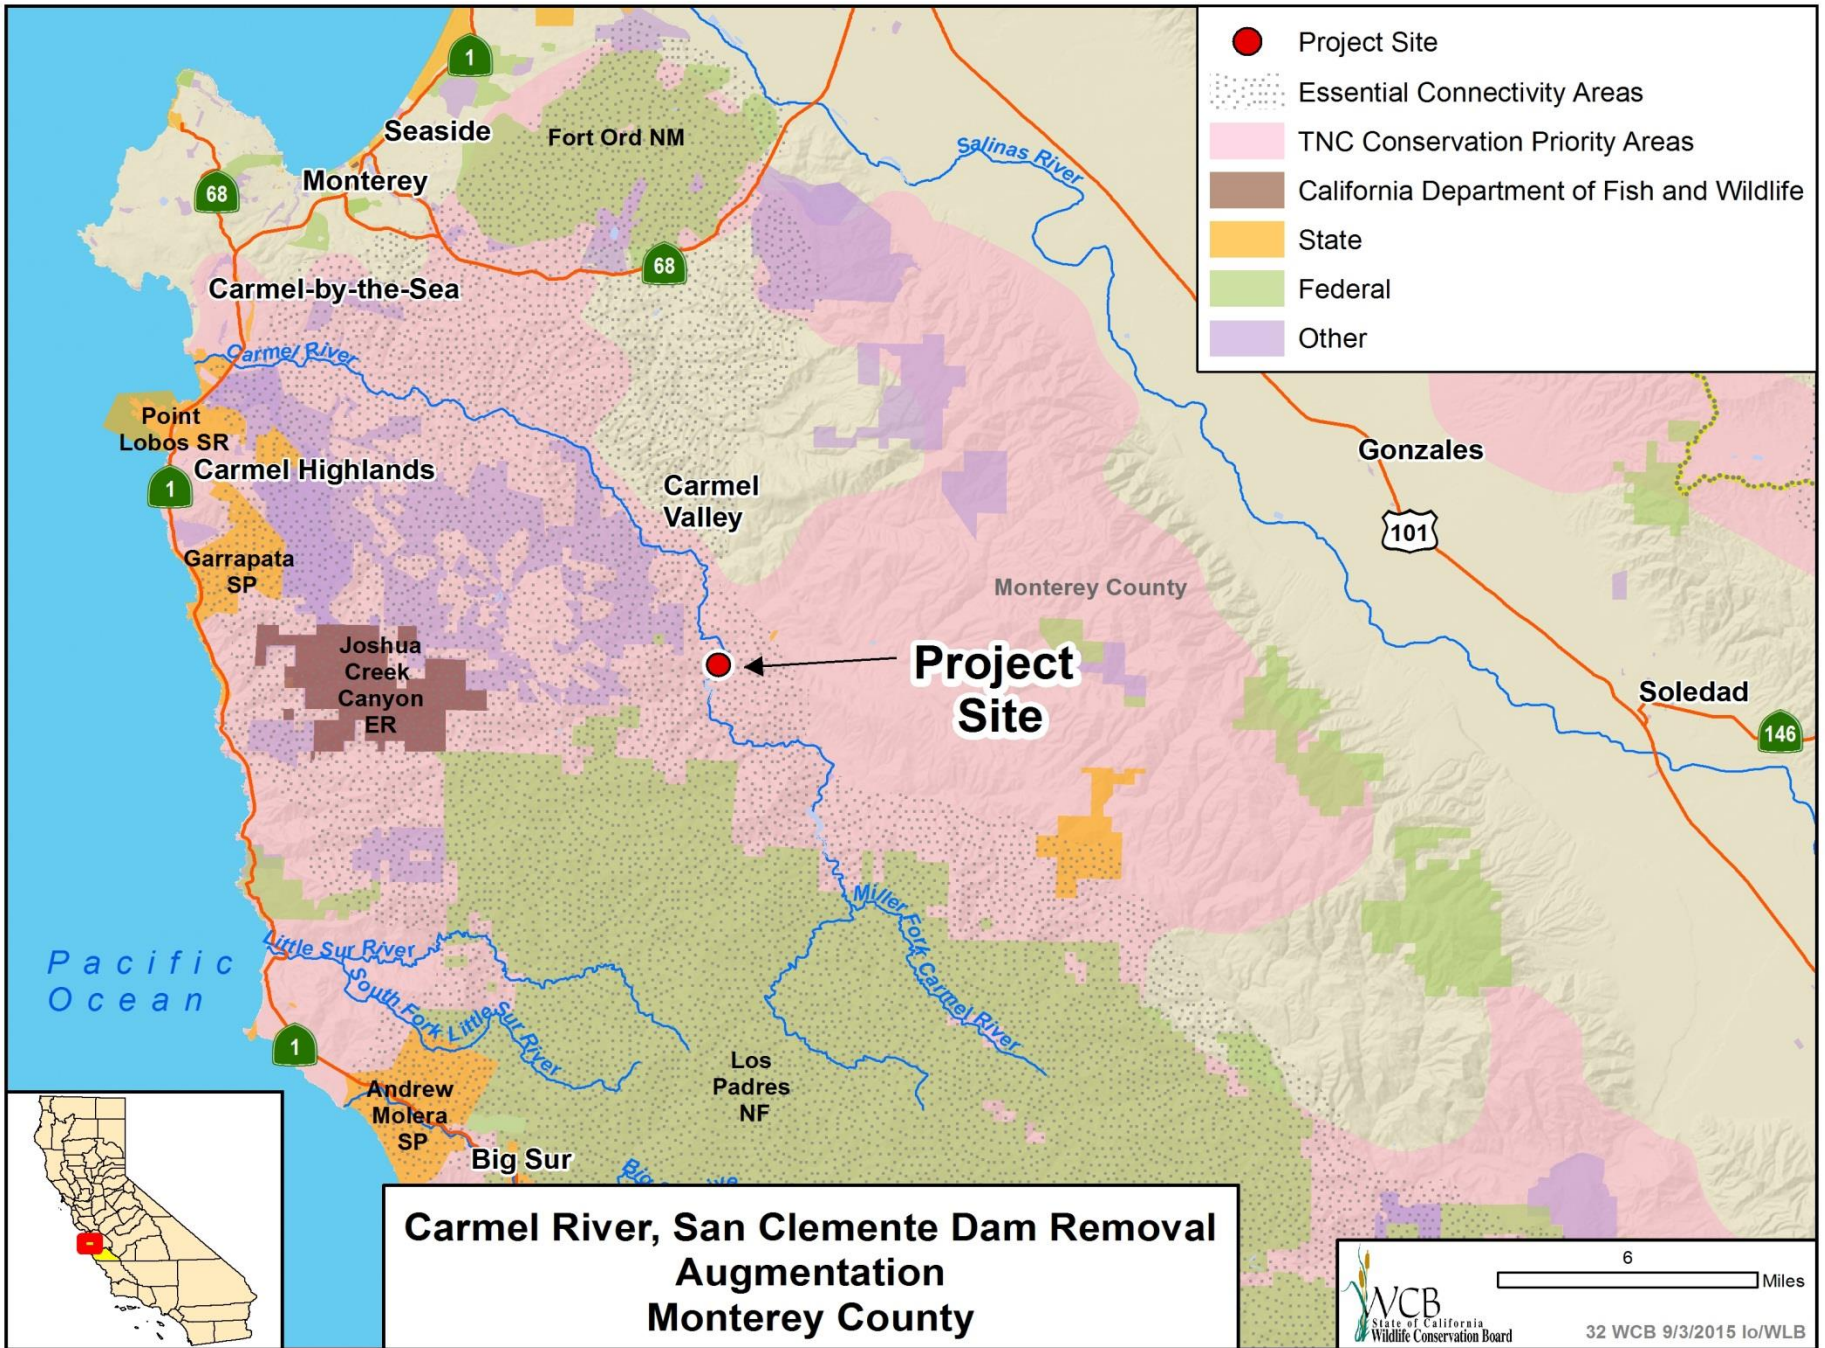 1
Seaside
Fort Ord NM
68
Monterey
Salinas River
68
Carmel-by-the-Sea
Carmel River
Point
Lobos SR
Carmel Highlands
1
Carmel
Valley
Gonzales
101
Garrapata
SP
Monterey County
Joshua
Creek
Canyon
ER
Project
Site
Soledad
146
Miller Fork Carmel River
Little Sur River
South Fork Little Sur River
Pacific
Ocean
1
Los
Padres
NF
Andrew
Molera
SP
Big Sur
Big
Project Site
Essential Connectivity Areas
TNC Conservation Priority Areas
California Department of Fish and Wildlife
State
Federal
Other
Carmel River, San Clemente Dam Removal
Augmentation
Monterey County
6
Miles
WCB
State of California
Wildlife Conservation Board
32 WCB 9/3/2015 lo/WLB